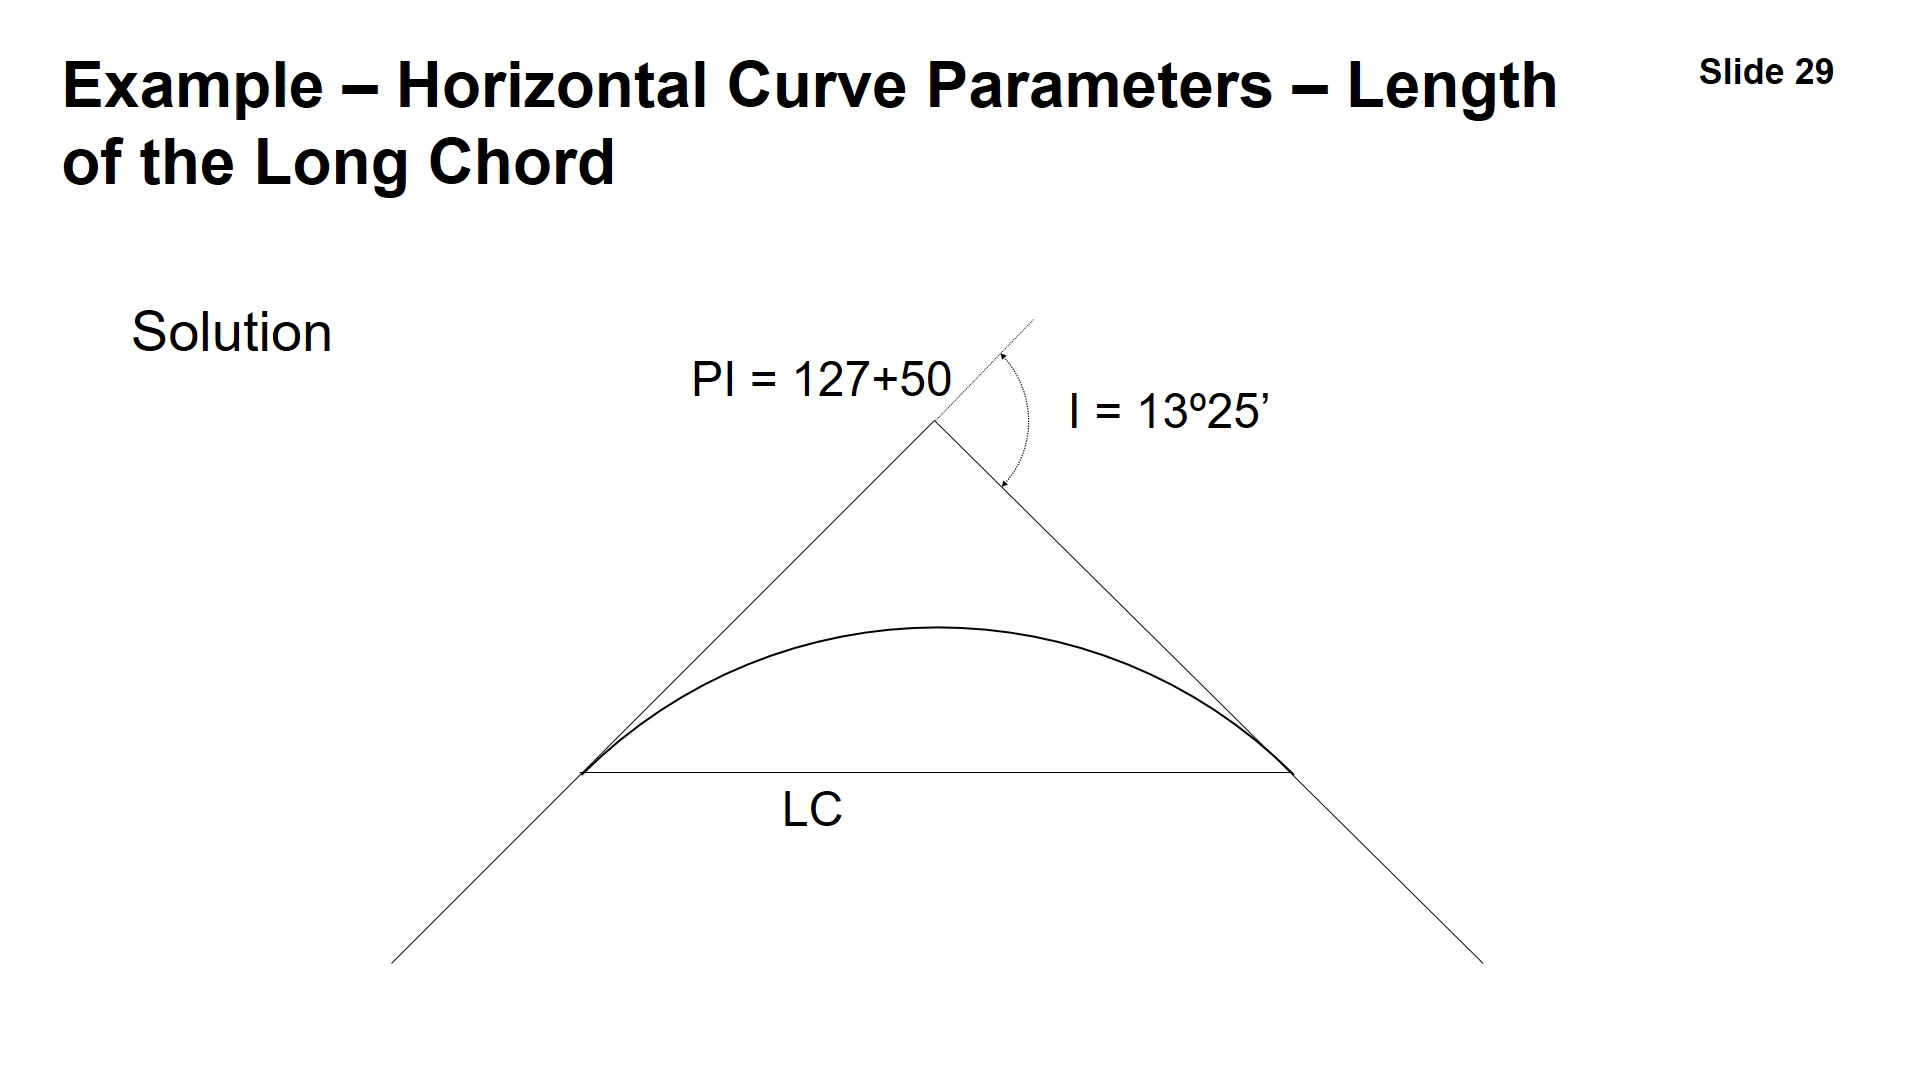 Example – Horizontal Curve Parameters – Length
of the Long Chord
Slide 29
Solution
PI = 127+50
I = 13º25’
LC